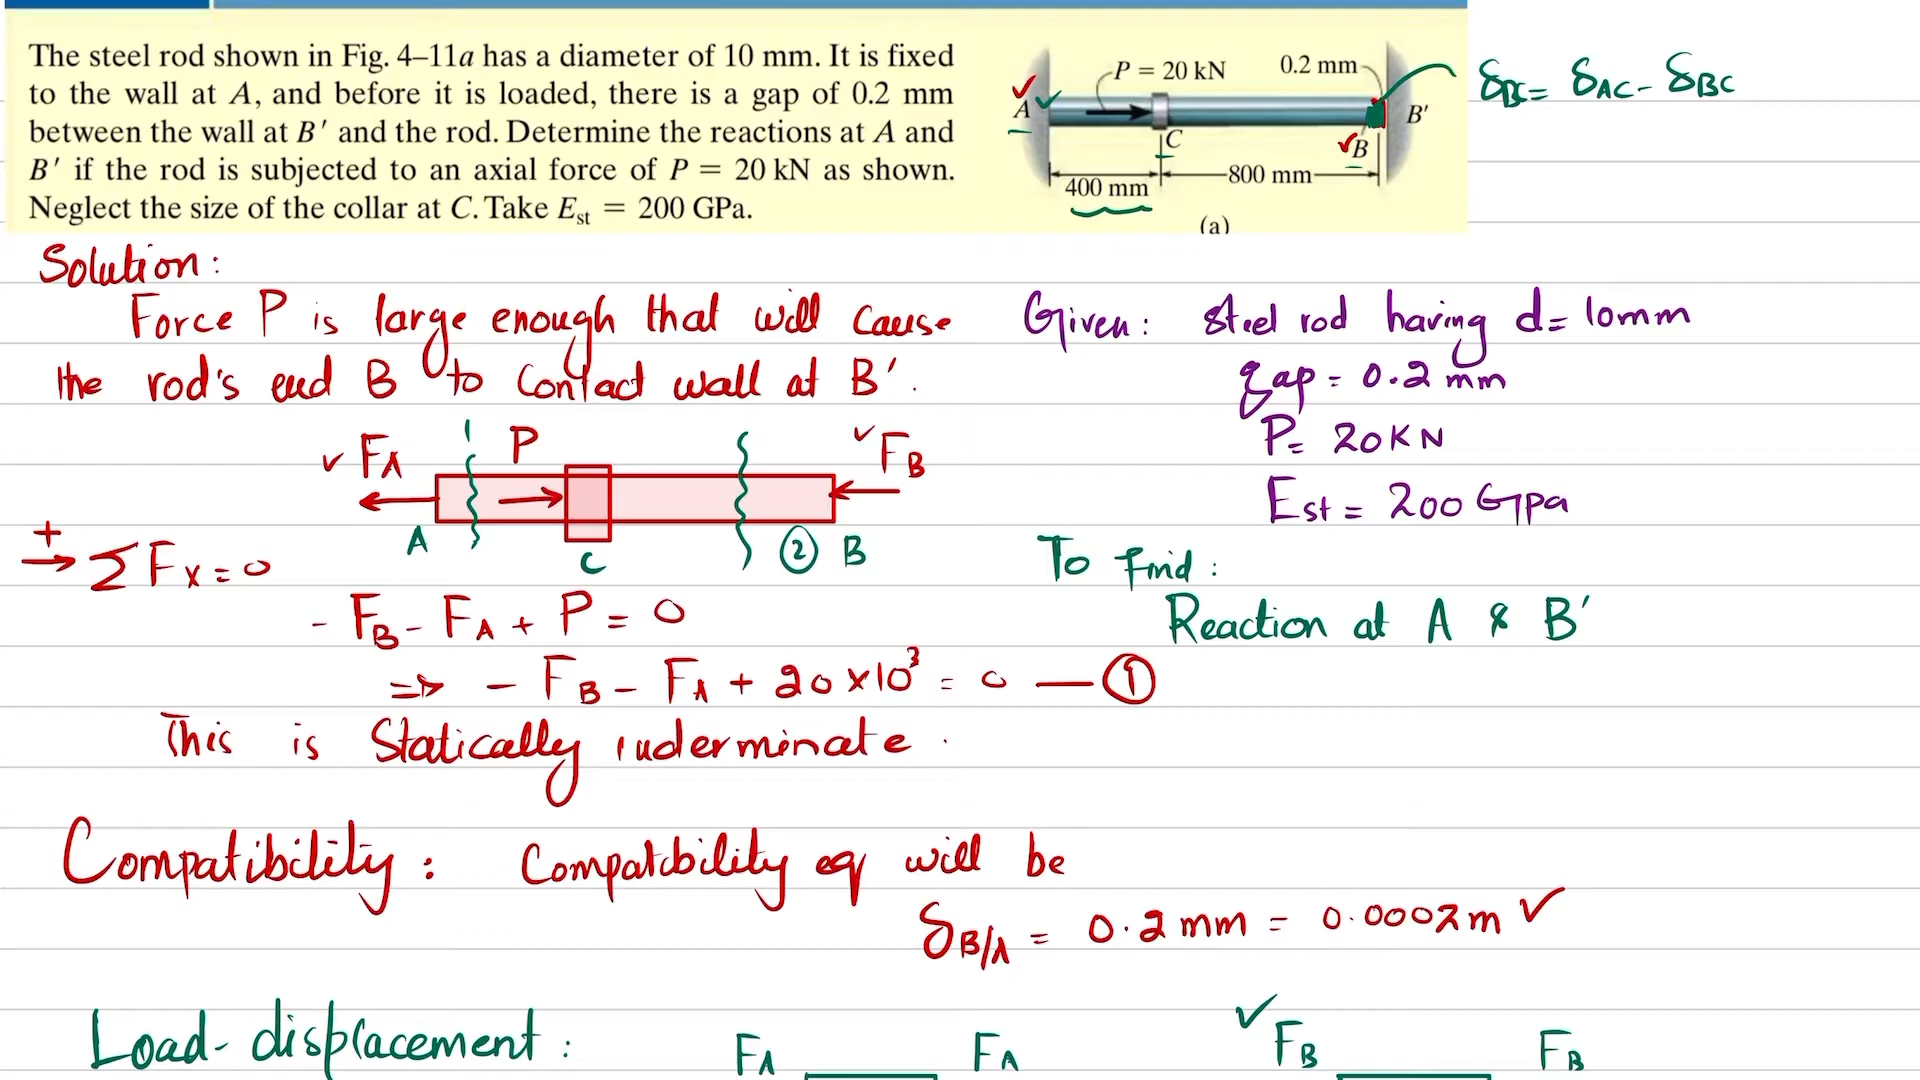 The steel rod shown in Fig. 4–11a has a diameter of 10 mm. It is fixed
to the wall at A, and before it is loaded, there is a gap of 0.2 mm
between the wall at B′ and the rod. Determine the reactions at A and
B′ if the rod is subjected to an axial force of P = 20 kN as shown.
Neglect the size of the collar at C. Take Est = 200 GPa.
P = 20 kN
0.2 mm
A
B′
C
B
400 mm
800 mm
(a)
δBC = δAC - δBC
Solution:
Force P is large enough that will cause
the rod's end B to contact wall at B′.
Given: steel rod having d= 10mm
gap = 0.2 mm
P= 20KN
Est = 200 Gpa
FA
P
FB
A
C
② B
+→ ΣFx=0
- FB - FA + P = 0
=> - FB - FA + 20 x10³ = 0 — ①
This is Statically inderminate.
To Find:
Reaction at A & B′
Compatibility: Compatibility eq will be
δB/A = 0.2 mm = 0.0002m ✓
Load-displacement:
FA FA
✓FB FB